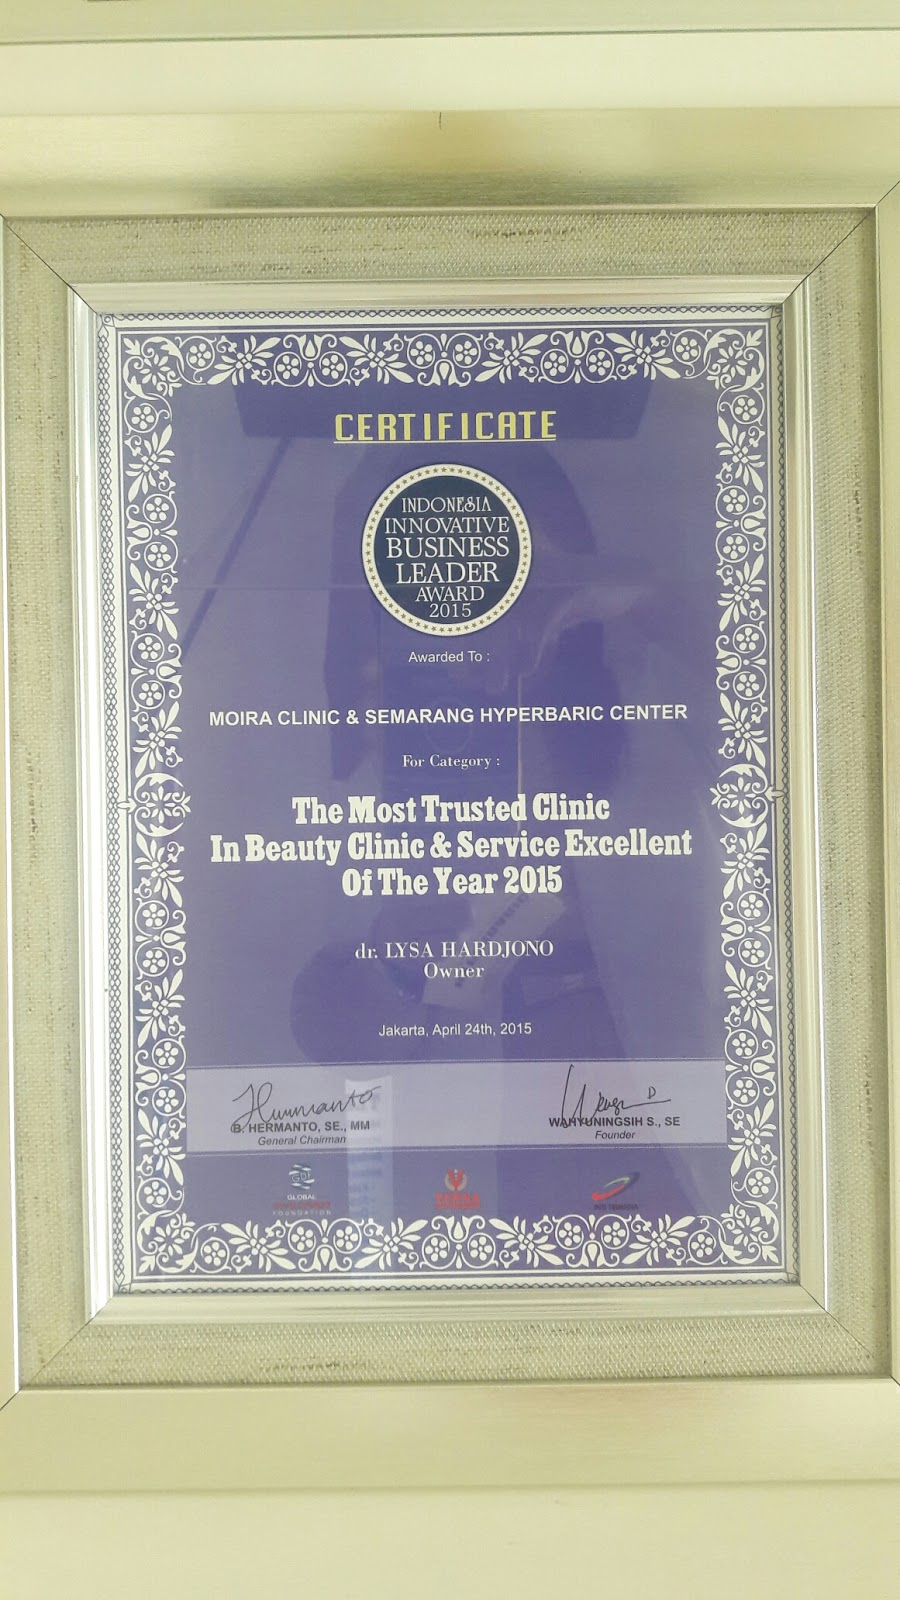 CERTIFICATE
INDONESIA
INNOVATIVE
BUSINESS
LEADER
AWARD
2015
Awarded To :
MOIRA CLINIC & SEMARANG HYPERBARIC CENTER
For Category :
The Most Trusted Clinic
In Beauty Clinic & Service Excellent
Of The Year 2015
dr. LYSA HARDJONO
Owner
Jakarta, April 24th, 2015
B. HERMANTO, SE., MM
General Chairman
WAHYUNINGSIH S., SE
Founder
GLOBAL
FOUNDATION